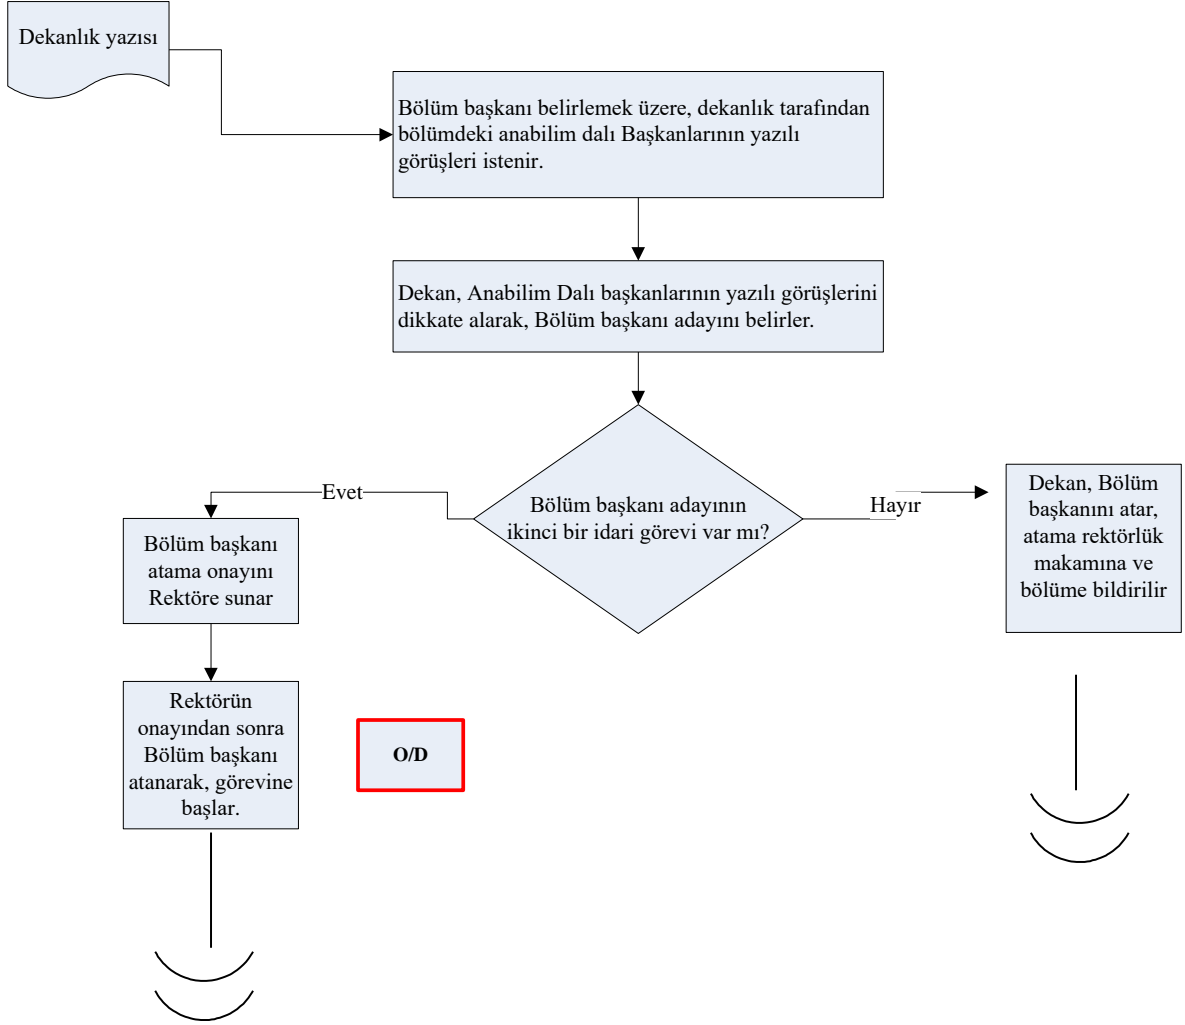 Dekanlık yazısı
Bölüm başkanı belirlemek üzere, dekanlık tarafından
bölümdeki anabilim dalı Başkanlarının yazılı
görüşleri istenir.
Dekan, Anabilim Dalı başkanlarının yazılı görüşlerini
dikkate alarak, Bölüm başkanı adayını belirler.
Bölüm başkanı adayının
ikinci bir idari görevi var mı?
Evet
Hayır
Bölüm başkanı
atama onayını
Rektöre sunar
Dekan, Bölüm
başkanını atar,
atama rektörlük
makamına ve
bölüme bildirilir
Rektörün
onayından sonra
Bölüm başkanı
atanarak, görevine
başlar.
O/D